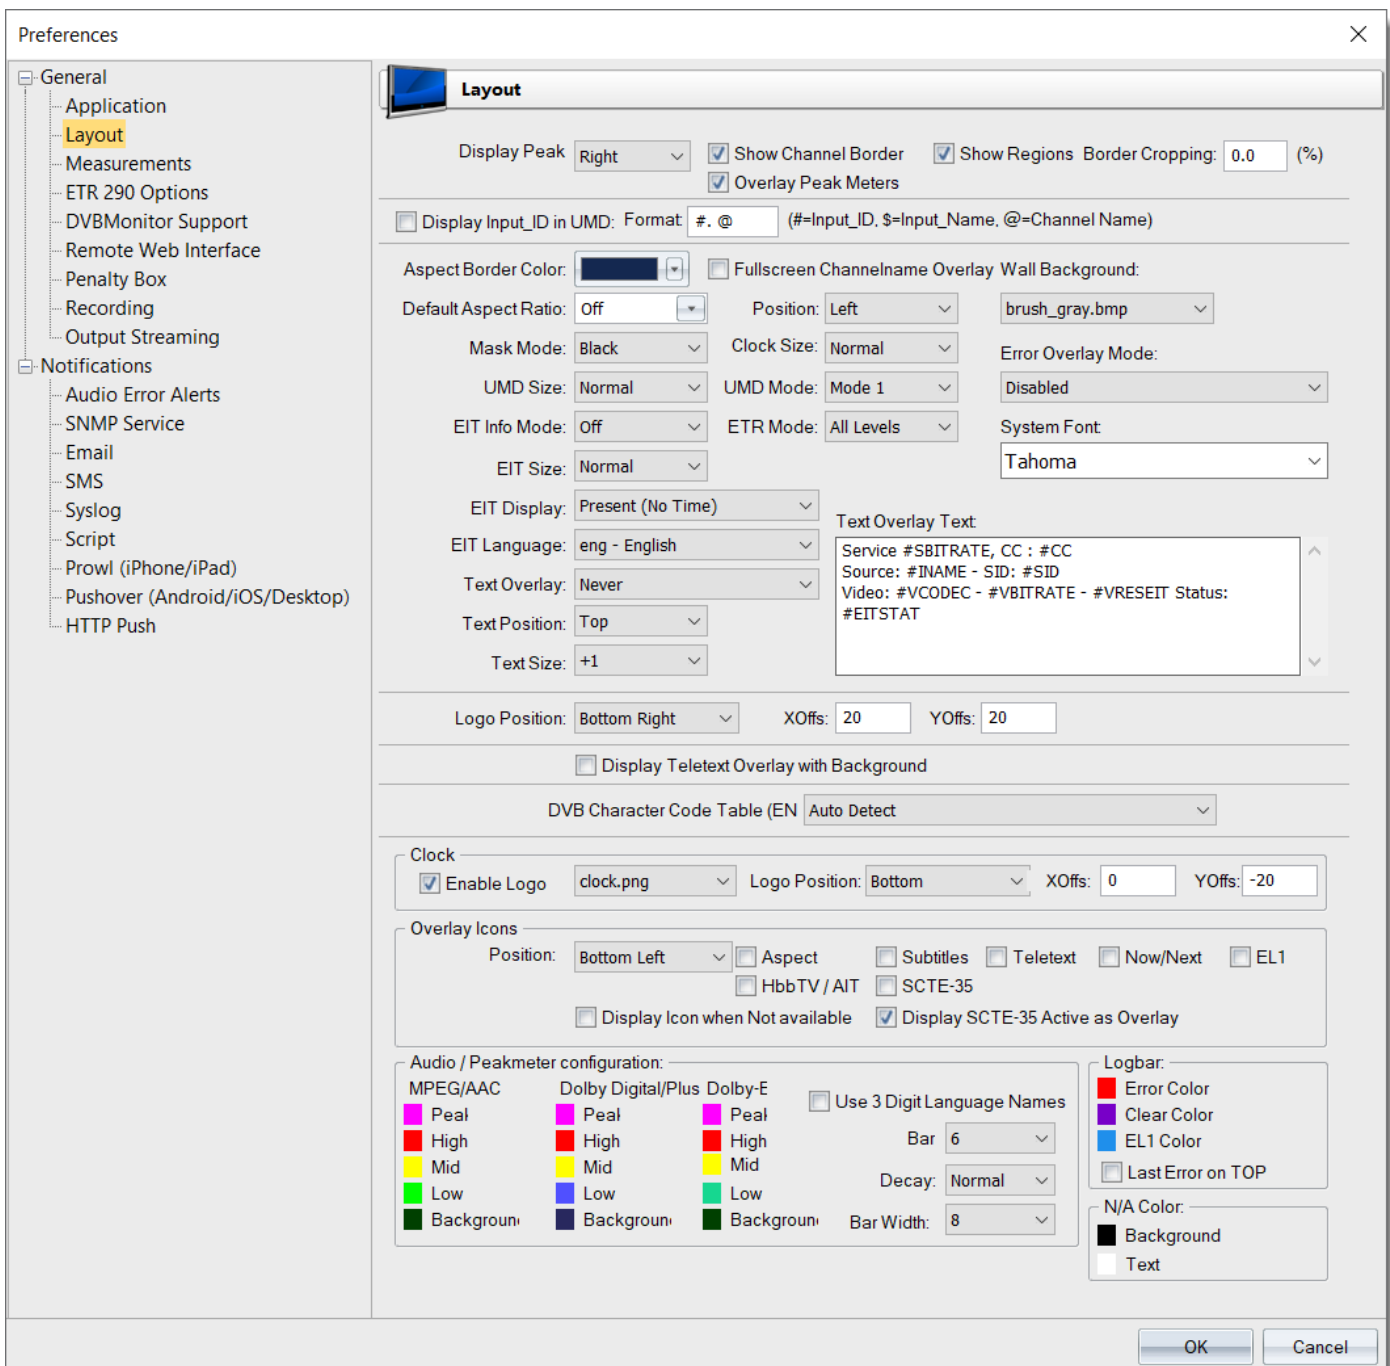 Preferences
General
Application
Layout
Measurements
ETR 290 Options
DVBMonitor Support
Remote Web Interface
Penalty Box
Recording
Output Streaming
Notifications
Audio Error Alerts
SNMP Service
Email
SMS
Syslog
Script
Prowl (iPhone/iPad)
Pushover (Android/iOS/Desktop)
HTTP Push
Layout
Display Peak Right Show Channel Border Show Regions Border Cropping: 0.0 (%)
Overlay Peak Meters
Display Input_ID in UMD: Format: #. @ (#=Input_ID, $=Input_Name, @=Channel Name)
Aspect Border Color: Fullscreen Channelname Overlay Wall Background:
Default Aspect Ratio: Off Position: Left brush_gray.bmp
Mask Mode: Black Clock Size: Normal Error Overlay Mode:
UMD Size: Normal UMD Mode: Mode 1 Disabled
EIT Info Mode: Off ETR Mode: All Levels System Font:
EIT Size: Normal Tahoma
EIT Display: Present (No Time) Text Overlay Text:
EIT Language: eng - English
Text Overlay: Never
Text Position: Top
Text Size: +1
Service #SBITRATE, CC : #CC
Source: #INAME - SID: #SID
Video: #VCODEC - #VBITRATE - #VRESEIT Status:
#EITSTAT
Logo Position: Bottom Right XOffs: 20 YOffs: 20
Display Teletext Overlay with Background
DVB Character Code Table (EN Auto Detect
Clock
Enable Logo clock.png Logo Position: Bottom XOffs: 0 YOffs: -20
Overlay Icons
Position: Bottom Left Aspect Subtitles Teletext Now/Next EL1
HbbTV / AIT SCTE-35
Display Icon when Not available Display SCTE-35 Active as Overlay
Audio / Peakmeter configuration:
MPEG/AAC Dolby Digital/Plus Dolby-E
Peak Peak Peak
High High High
Mid Mid Mid
Low Low Low
Background Background Background
Use 3 Digit Language Names
Bar 6
Decay: Normal
Bar Width: 8
Logbar:
Error Color
Clear Color
EL1 Color
Last Error on TOP
N/A Color:
Background
Text
OK Cancel